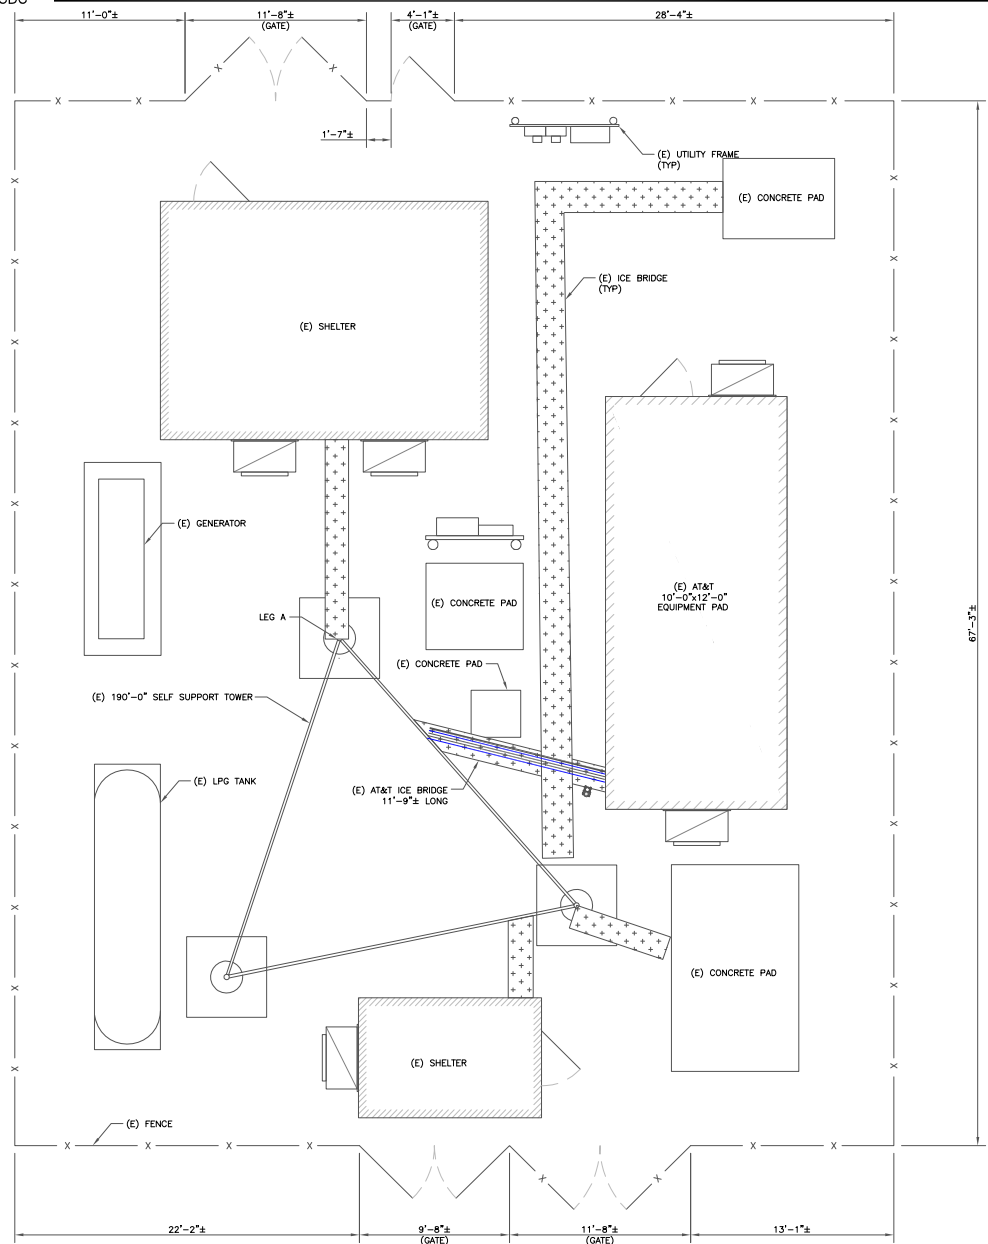 11'-0"±
11'-8"±
(GATE)
4'-1"±
(GATE)
28'-4"±
1'-7"±
(E) UTILITY FRAME
(TYP)
(E) CONCRETE PAD
(E) ICE BRIDGE
(TYP)
(E) SHELTER
(E) GENERATOR
(E) AT&T
10'-0"x12'-0"
EQUIPMENT PAD
(E) CONCRETE PAD
LEG A
67'-3"±
(E) CONCRETE PAD
(E) 190'-0" SELF SUPPORT TOWER
(E) LPG TANK
(E) AT&T ICE BRIDGE
11'-9"± LONG
(E) CONCRETE PAD
(E) SHELTER
(E) FENCE
22'-2"±
9'-8"±
(GATE)
11'-8"±
(GATE)
13'-1"±